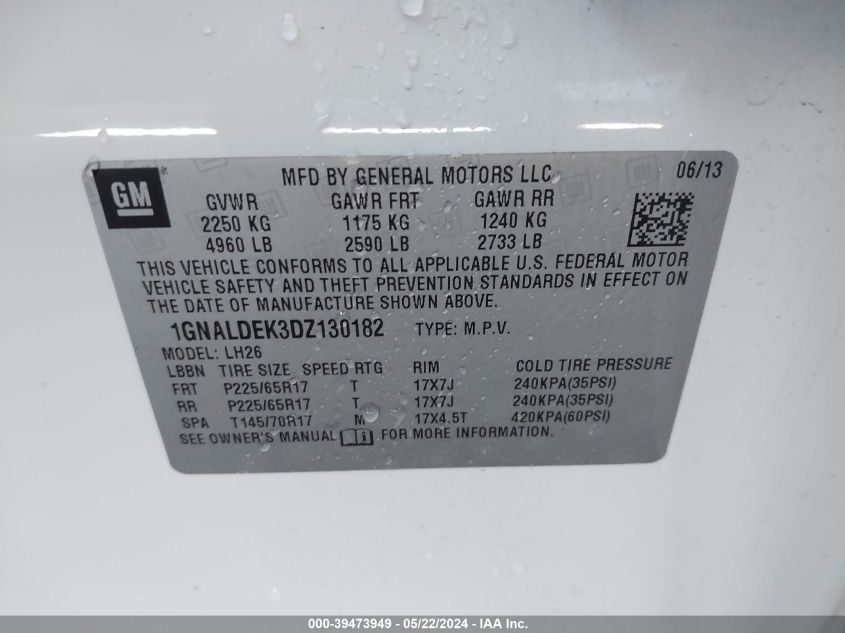 GM
MFD BY GENERAL MOTORS LLC 06/13
GVWR GAWR FRT GAWR RR
2250 KG 1175 KG 1240 KG
4960 LB 2590 LB 2733 LB
THIS VEHICLE CONFORMS TO ALL APPLICABLE U.S. FEDERAL MOTOR
VEHICLE SAFETY AND THEFT PREVENTION STANDARDS IN EFFECT ON
THE DATE OF MANUFACTURE SHOWN ABOVE.
1GNALDEK3DZ130182 TYPE: M.P.V.
MODEL: LH26
LBBN TIRE SIZE SPEED RTG RIM COLD TIRE PRESSURE
FRT P225/65R17 T 17X7J 240KPA(35PSI)
RR P225/65R17 T 17X7J 240KPA(35PSI)
SPA T145/70R17 M 17X4.5T 420KPA(60PSI)
SEE OWNER'S MANUAL FOR MORE INFORMATION.
000-39473949 - 05/22/2024 - IAA Inc.